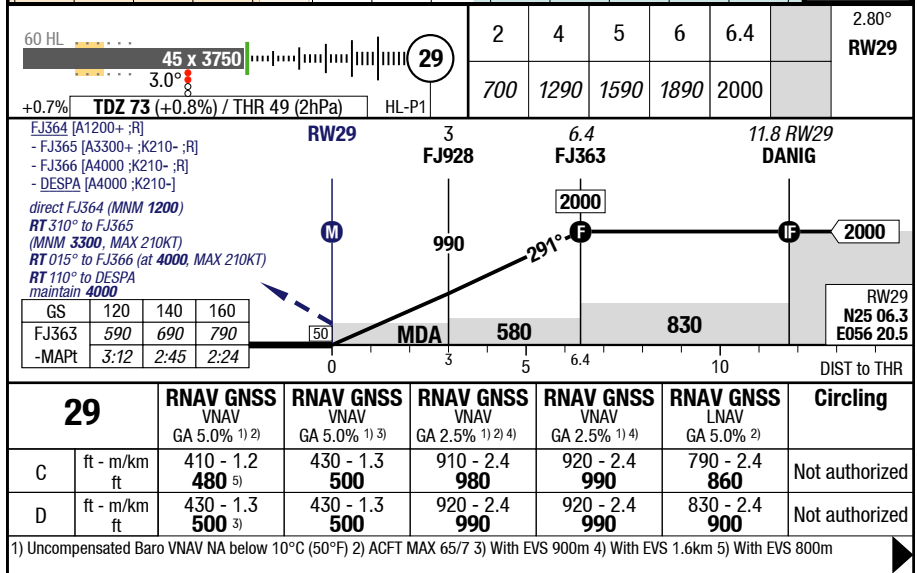 60 HL
45 x 3750
29
3.0°
+0.7%
TDZ 73 (+0.8%) / THR 49 (2hPa)
HL-P1
2 4 5 6 6.4
2.80°
RW29
700 1290 1590 1890 2000
FJ364 [A1200+ ;R]
- FJ365 [A3300+ ;K210- ;R]
- FJ366 [A4000 ;K210- ;R]
- DESPA [A4000 ;K210-]
direct FJ364 (MNM 1200)
RT 310° to FJ365
(MNM 3300, MAX 210KT)
RT 015° to FJ366 (at 4000, MAX 210KT)
RT 110° to DESPA
maintain 4000
RW29
3
FJ928
6.4
FJ363
11.8 RW29
DANIG
2000
M
F
IF
2000
990
291°
GS 120 140 160
FJ363 590 690 790
-MAPt 3:12 2:45 2:24
50
MDA
580
830
RW29
N25 06.3
E056 20.5
0 3 5 6.4 10 DIST to THR
29
RNAV GNSS
VNAV
GA 5.0% 1) 2)
RNAV GNSS
VNAV
GA 5.0% 1) 3)
RNAV GNSS
VNAV
GA 2.5% 1) 2) 4)
RNAV GNSS
VNAV
GA 2.5% 1) 4)
RNAV GNSS
LNAV
GA 5.0% 2)
Circling
C
ft - m/km
ft
410 - 1.2
480 5)
430 - 1.3
500
910 - 2.4
980
920 - 2.4
990
790 - 2.4
860
Not authorized
D
ft - m/km
ft
430 - 1.3
500 3)
430 - 1.3
500
920 - 2.4
990
920 - 2.4
990
830 - 2.4
900
Not authorized
1) Uncompensated Baro VNAV NA below 10°C (50°F) 2) ACFT MAX 65/7 3) With EVS 900m 4) With EVS 1.6km 5) With EVS 800m